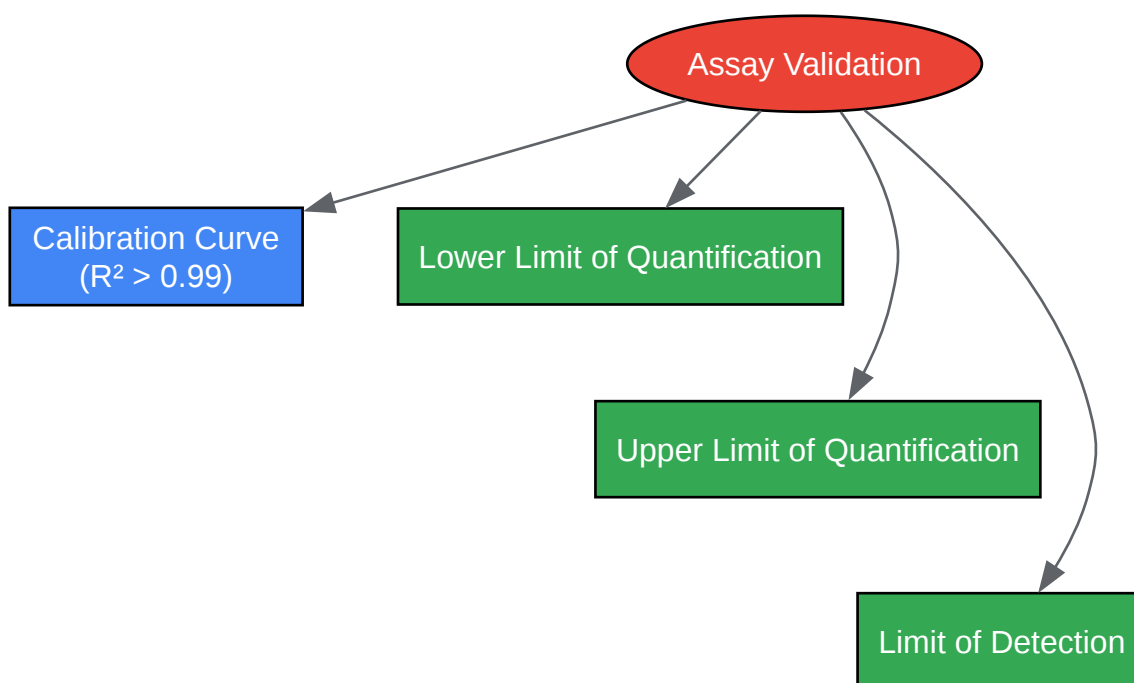 Assay Validation
Calibration Curve
(R² > 0.99)
Lower Limit of Quantification
Upper Limit of Quantification
Limit of Detection